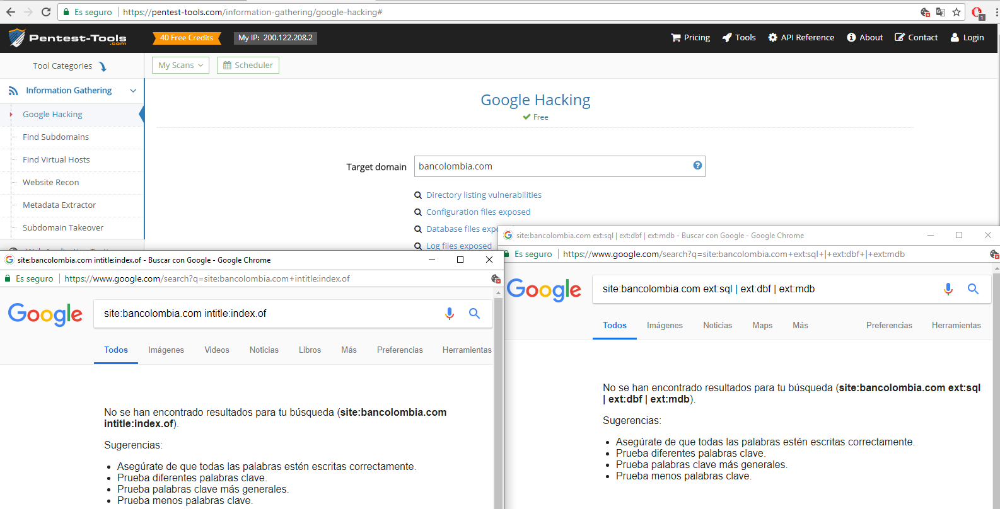 Es seguro | https://pentest-tools.com/information-gathering/google-hacking#
1
Pentest-Tools
.com
40 Free Credits
My IP: 200.122.208.2
Pricing
Tools
API Reference
About
Contact
Login
Tool Categories
My Scans
Scheduler
Information Gathering
Google Hacking
Find Subdomains
Find Virtual Hosts
Website Recon
Metadata Extractor
Subdomain Takeover
Google Hacking
Free
Target domain
bancolombia.com
?
Directory listing vulnerabilities
Configuration files exposed
Database files
Log files exposed
site:bancolombia.com intitle:index.of - Buscar con Google - Google Chrome
Es seguro | https://www.google.com/search?q=site:bancolombia.com+intitle:index.of
Google
site:bancolombia.com intitle:index.of
Todos Imágenes Videos Noticias Libros Más Preferencias Herramientas
No se han encontrado resultados para tu búsqueda (site:bancolombia.com
intitle:index.of).
Sugerencias:
• Asegúrate de que todas las palabras estén escritas correctamente.
• Prueba diferentes palabras clave.
• Prueba palabras clave más generales.
• Prueba menos palabras clave.
site:bancolombia.com ext:sql | ext:dbf | ext:mdb - Buscar con Google - Google Chrome
Es seguro | https://www.google.com/search?q=site:bancolombia.com+ext:sql+|+ext:dbf+|+ext:mdb
Google
site:bancolombia.com ext:sql | ext:dbf | ext:mdb
Todos Imágenes Noticias Maps Más Preferencias Herramientas
No se han encontrado resultados para tu búsqueda (site:bancolombia.com ext:sql
| ext:dbf | ext:mdb).
Sugerencias:
• Asegúrate de que todas las palabras estén escritas correctamente.
• Prueba diferentes palabras clave.
• Prueba palabras clave más generales.
• Prueba menos palabras clave.